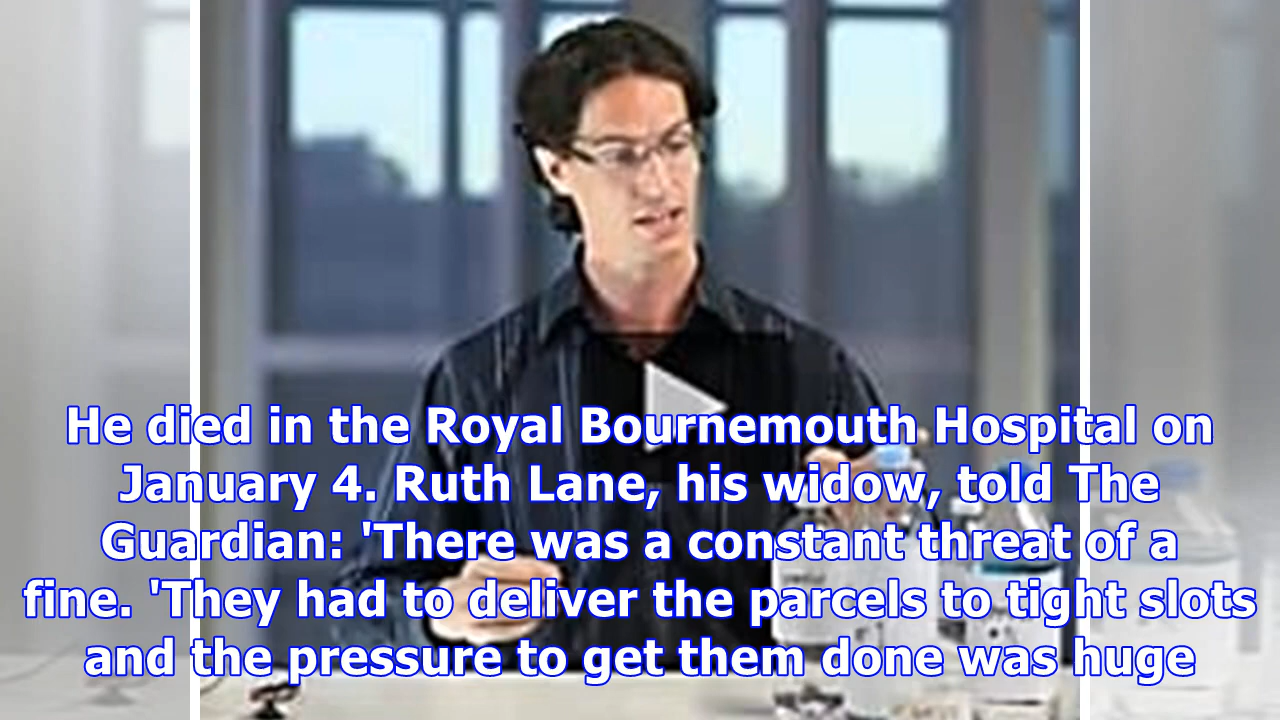 He died in the Royal Bournemouth Hospital on
January 4. Ruth Lane, his widow, told The
Guardian: 'There was a constant threat of a
fine. 'They had to deliver the parcels to tight slots
and the pressure to get them done was huge